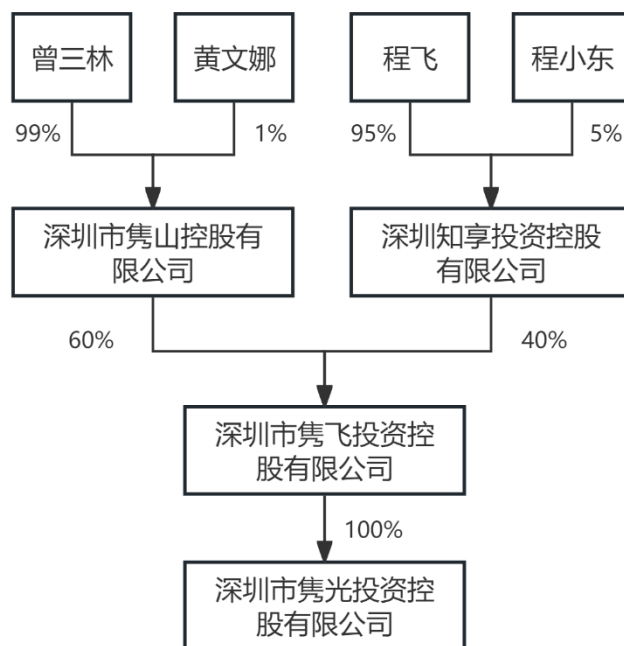 曾三林
黄文娜
程飞
程小东
99%
1%
95%
5%
深圳市隽山控股有
限公司
深圳知享投资控股
有限公司
60%
40%
深圳市隽飞投资控
股有限公司
100%
深圳市隽光投资控
股有限公司